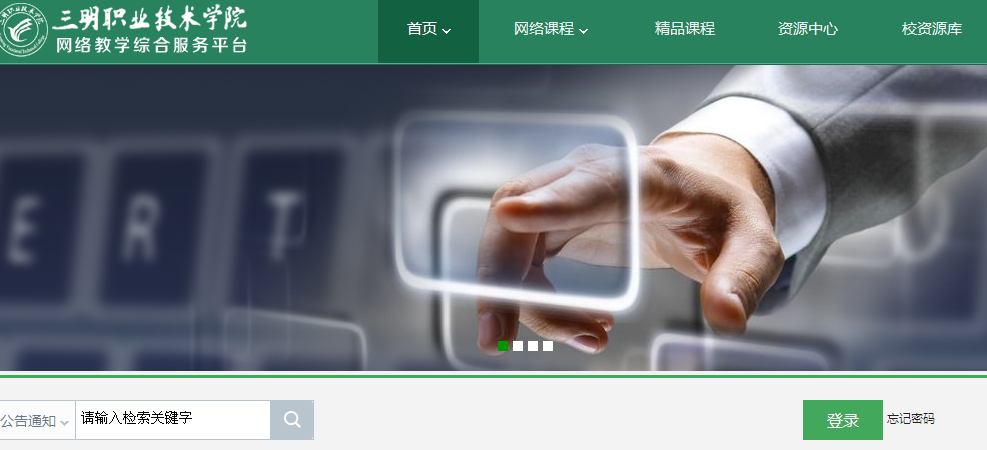 三明职业技术学院
网络教学综合服务平台
首页 网络课程 精品课程 资源中心 校资源库
E R T
公告通知 请输入检索关键字 登录 忘记密码